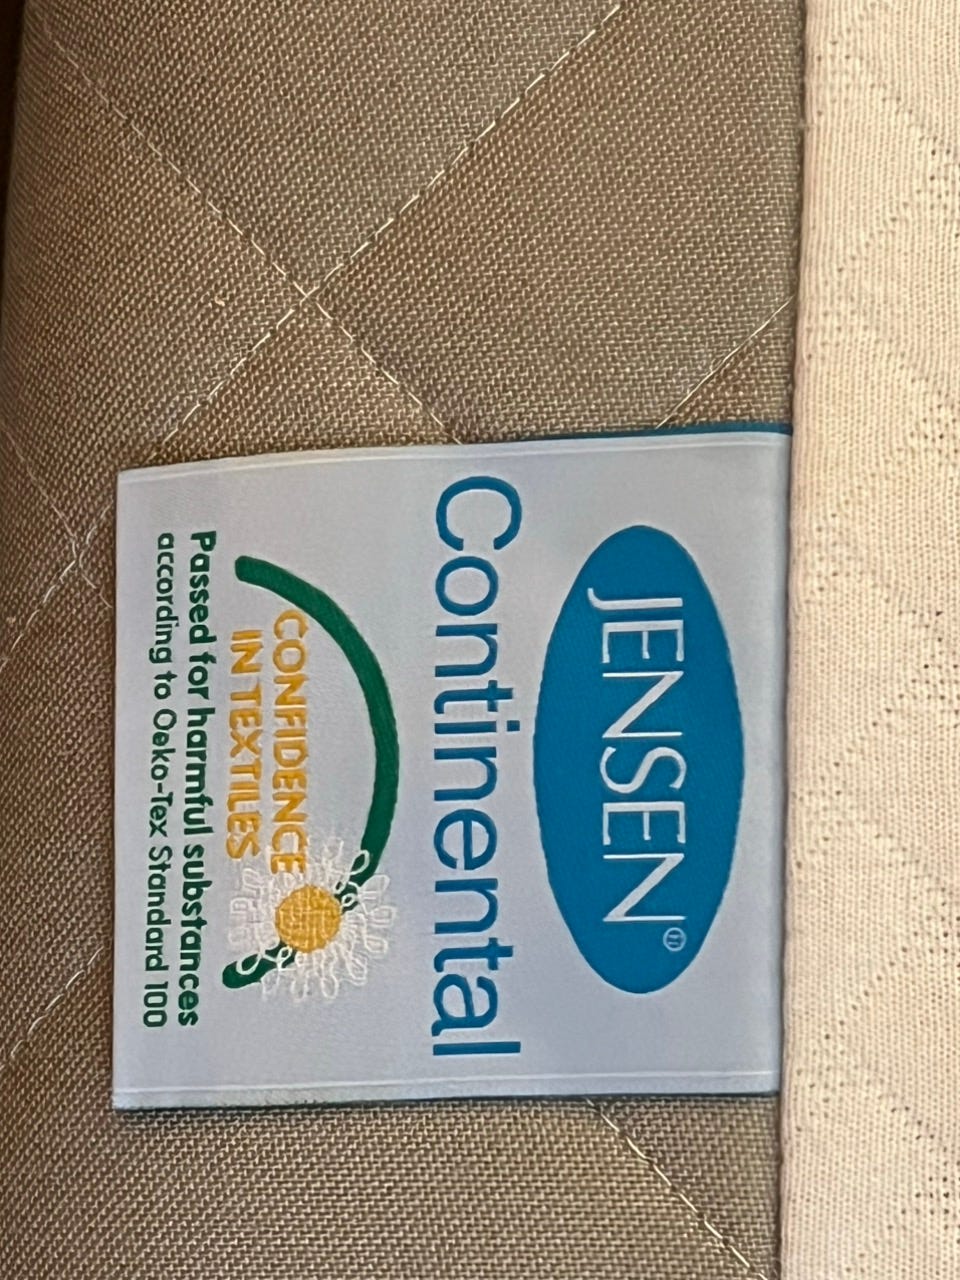 JENSEN®
Continental
CONFIDENCE
IN TEXTILES
Passed for harmful substances
according to Oeko-Tex Standard 100